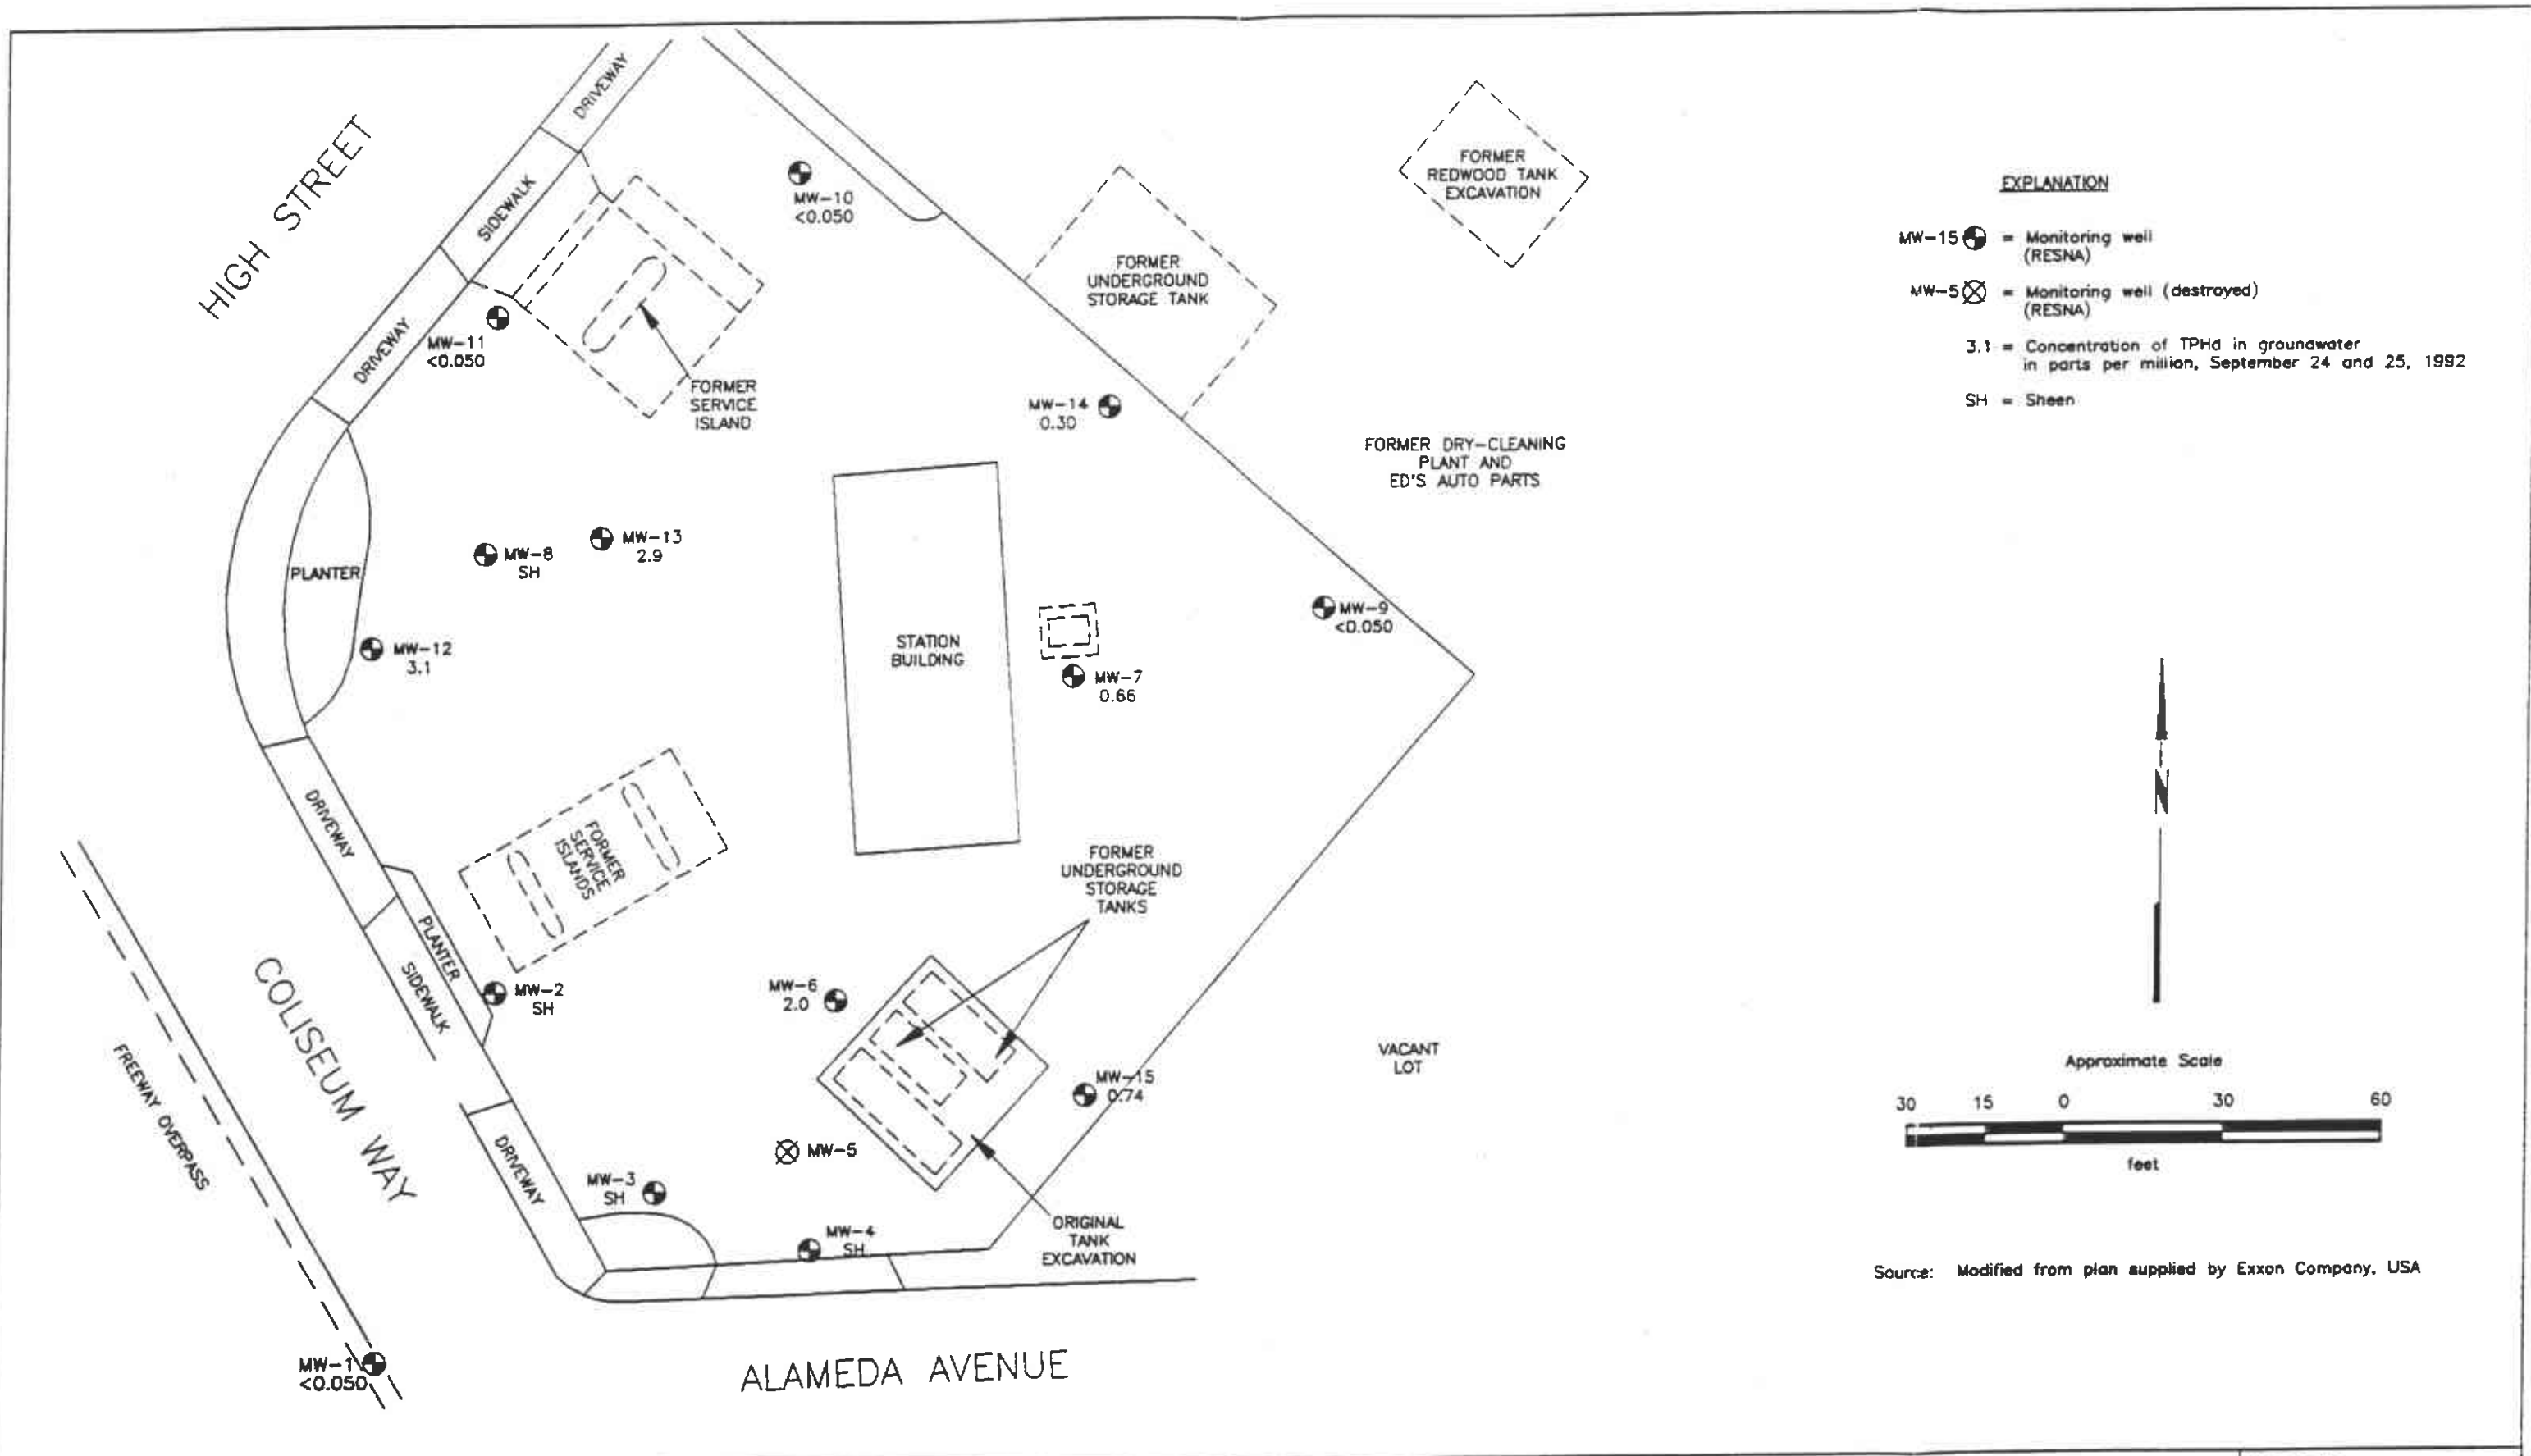 HIGH STREET
DRIVEWAY
SIDEWALK
DRIVEWAY
MW-10
<0.050
MW-11
<0.050
FORMER
SERVICE
ISLAND
FORMER
UNDERGROUND
STORAGE TANK
FORMER
REDWOOD TANK
EXCAVATION
MW-14
0.30
FORMER DRY-CLEANING
PLANT AND
ED'S AUTO PARTS
PLANTER
MW-8
SH
MW-13
2.9
MW-12
3.1
STATION
BUILDING
MW-9
<0.050
MW-7
0.66
DRIVEWAY
FORMER
SERVICE
ISLANDS
PLANTER
SIDEWALK
MW-2
SH
FORMER
UNDERGROUND
STORAGE
TANKS
MW-6
2.0
MW-15
0.74
VACANT
LOT
MW-5
COLISEUM WAY
FREEWAY OVERPASS
DRIVEWAY
MW-3
SH
MW-4
SH
ORIGINAL
TANK
EXCAVATION
MW-1
<0.050
ALAMEDA AVENUE
EXPLANATION
MW-15 = Monitoring well
(RESNA)
MW-5 = Monitoring well (destroyed)
(RESNA)
3.1 = Concentration of TPHd in groundwater
in parts per million, September 24 and 25, 1992
SH = Sheen
N
Approximate Scale
30 15 0 30 60
feet
Source: Modified from plan supplied by Exxon Company, USA